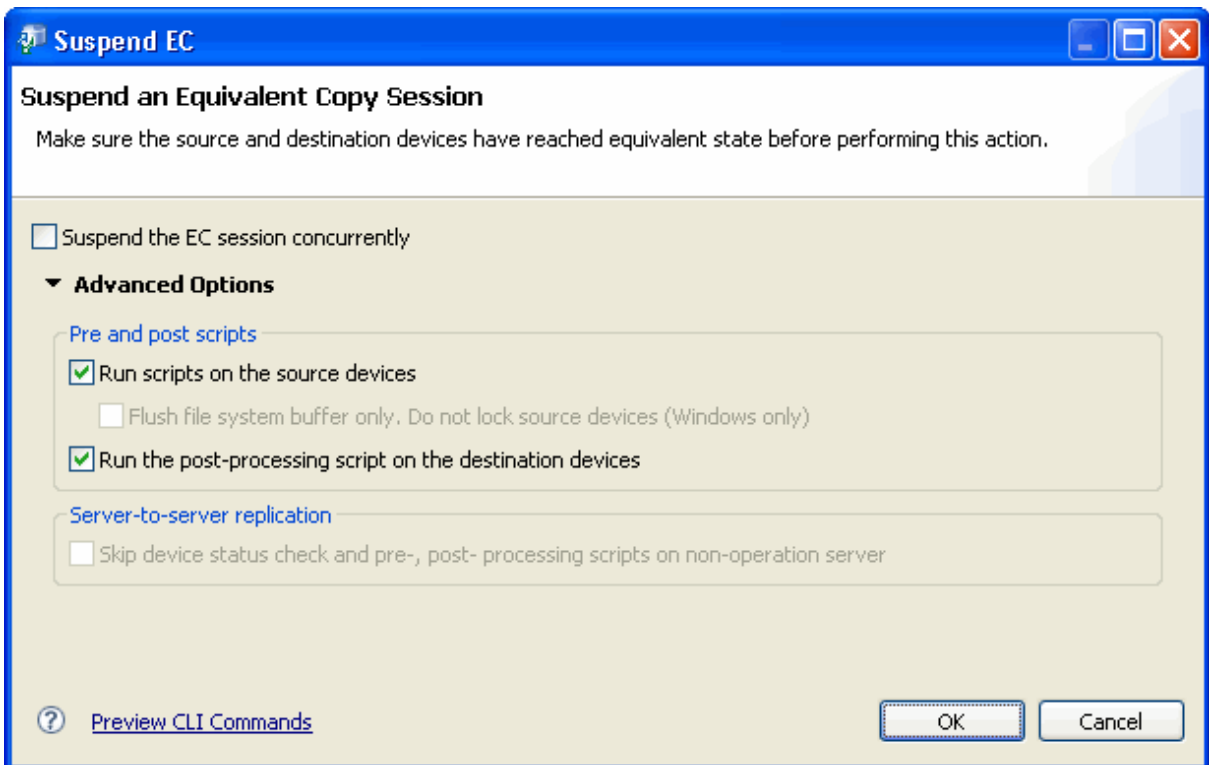 Suspend EC
Suspend an Equivalent Copy Session
Make sure the source and destination devices have reached equivalent state before performing this action.
Suspend the EC session concurrently
Advanced Options
Pre and post scripts
Run scripts on the source devices
Flush file system buffer only. Do not lock source devices (Windows only)
Run the post-processing script on the destination devices
Server-to-server replication
Skip device status check and pre-, post- processing scripts on non-operation server
? Preview CLI Commands OK Cancel